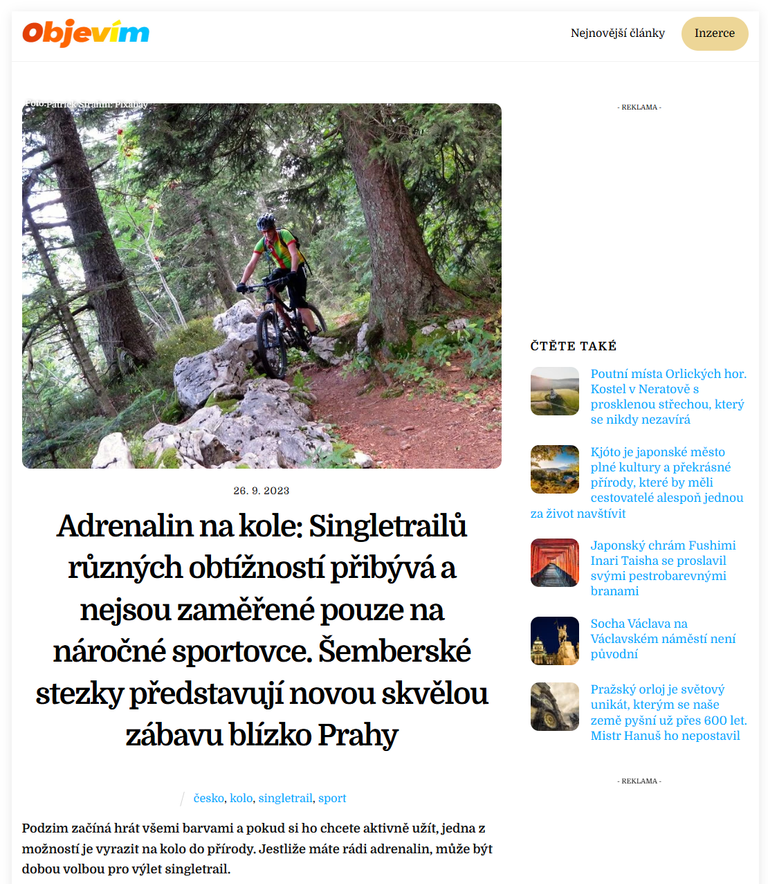 Objevím
Nejnovější články
Inzerce
Foto: Patrick Strahm: Pixabay
- REKLAMA -
26. 9. 2023
Adrenalin na kole: Singletrailů
různých obtížností přibývá a
nejsou zaměřené pouze na
náročné sportovce. Šemberské
stezky představují novou skvělou
zábavu blízko Prahy
česko, kolo, singletrail, sport
Podzim začíná hrát všemi barvami a pokud si ho chcete aktivně užít, jedna z
možností je vyrazit na kolo do přírody. Jestliže máte rádi adrenalin, může být
dobou volbou pro výlet singletrail.
ČTĚTE TAKÉ
Poutní místa Orlických hor.
Kostel v Neratově s
prosklenou střechou, který
se nikdy nezavírá
Kjóto je japonské město
plné kultury a překrásné
přírody, které by měli
cestovatelé alespoň jednou
za život navštívit
Japonský chrám Fushimi
Inari Taisha se proslavil
svými pestrobarevnými
branami
Socha Václava na
Václavském náměstí není
původní
Pražský orloj je světový
unikát, kterým se naše
země pyšní už přes 600 let.
Mistr Hanuš ho nepostavil
- REKLAMA -